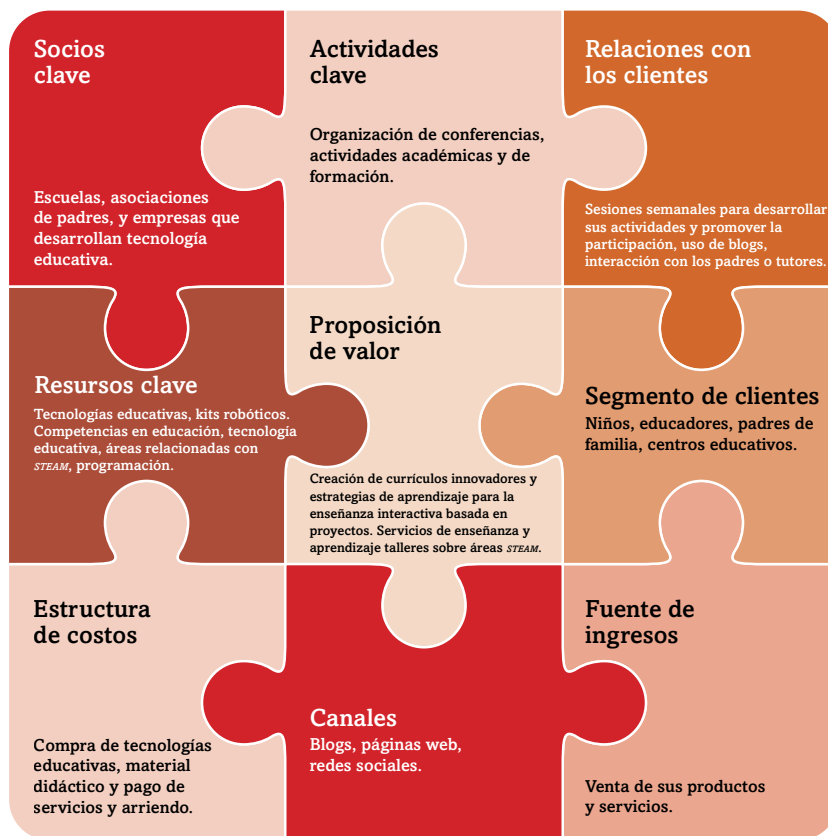 Socios
clave
Escuelas, asociaciones
de padres, y empresas que
desarrollan tecnología
educativa.
Actividades
clave
Organización de conferencias,
actividades académicas y de
formación.
Relaciones con
los clientes
Sesiones semanales para desarrollar
sus actividades y promover la
participación, uso de blogs,
interacción con los padres o tutores.
Resursos clave
Tecnologías educativas, kits robóticos.
Competencias en educación, tecnología
educativa, áreas relacionadas con
STEAM, programación.
Proposición
de valor
Creación de currículos innovadores y
estrategias de aprendizaje para la
enseñanza interactiva basada en
proyectos. Servicios de enseñanza y
aprendizaje talleres sobre áreas STEAM.
Segmento de clientes
Niños, educadores, padres de
familia, centros educativos.
Estructura
de costos
Compra de tecnologías
educativas, material
didáctico y pago de
servicios y arriendo.
Canales
Blogs, páginas web,
redes sociales.
Fuente de
ingresos
Venta de sus productos
y servicios.